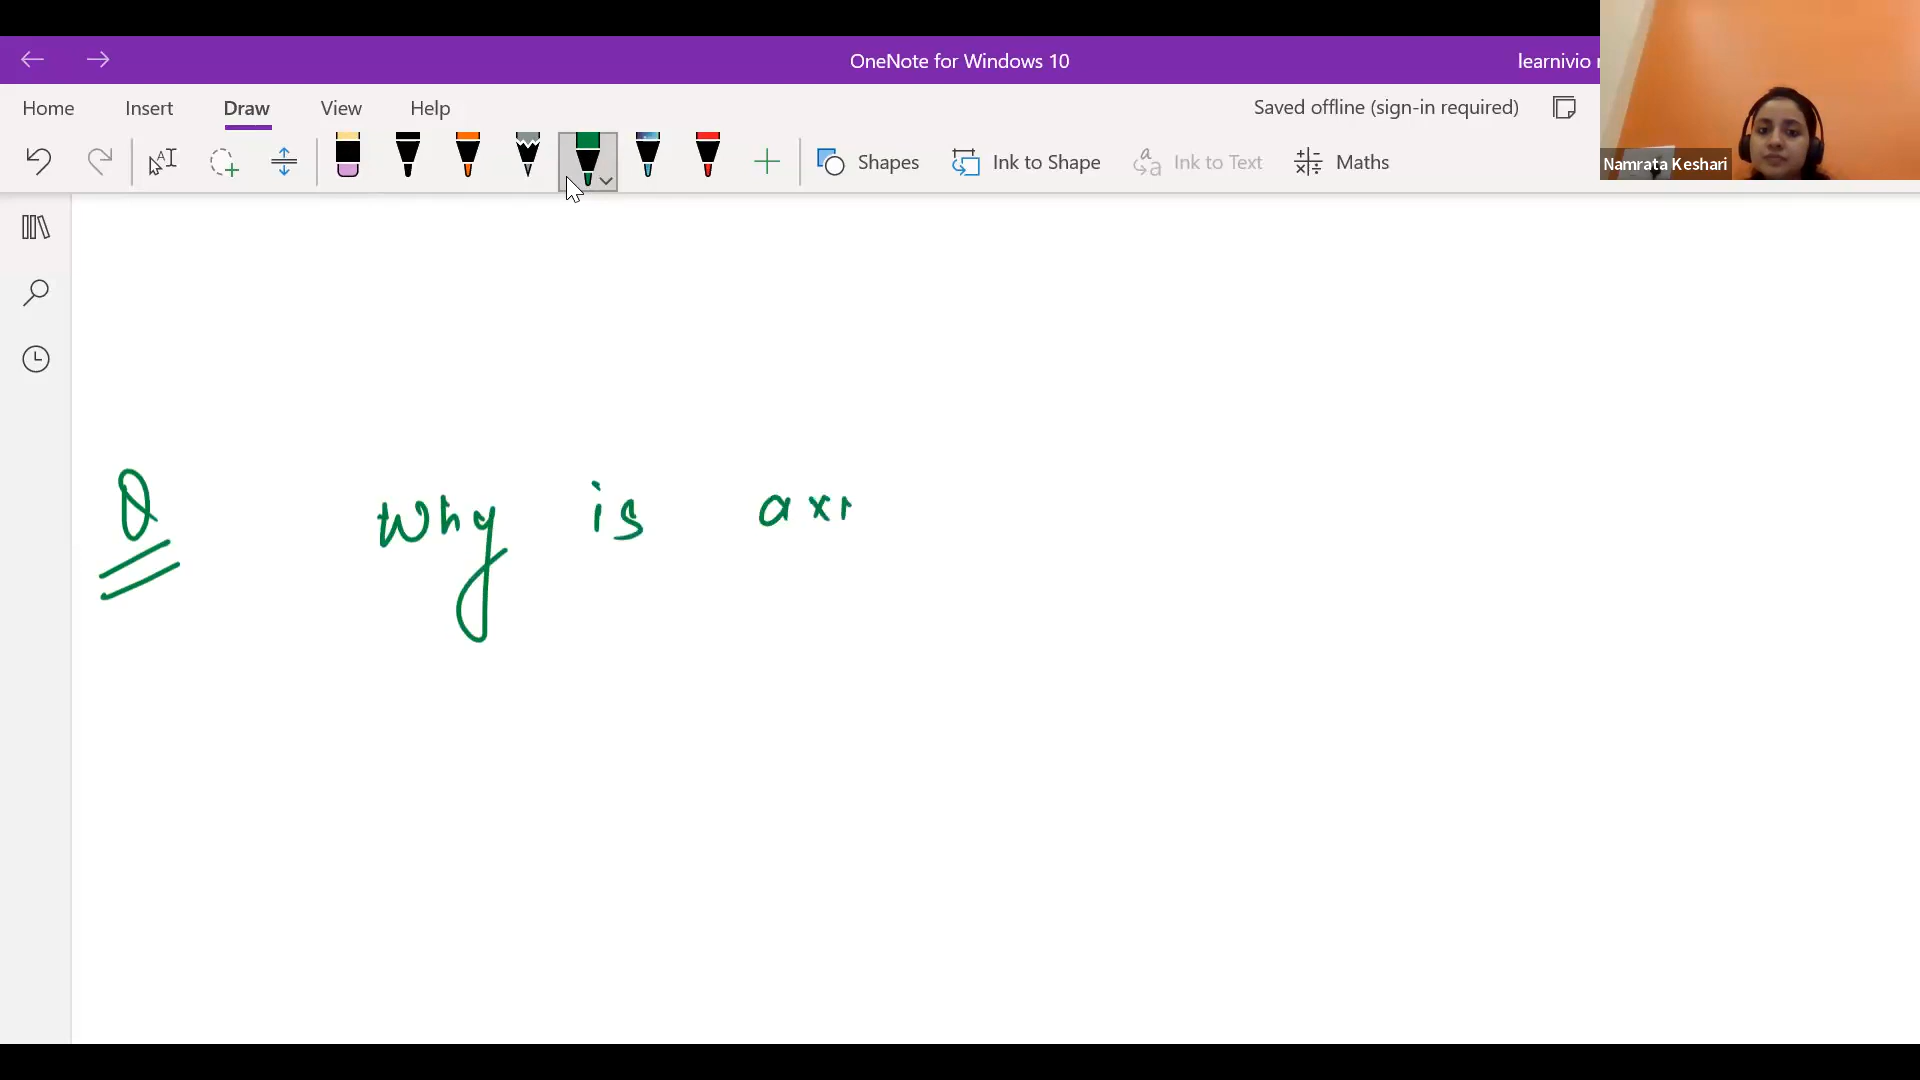 OneNote for Windows 10
learnivio
Home Insert Draw View Help
Saved offline (sign-in required)
Shapes Ink to Shape Ink to Text Maths
Namrata Keshari
Q Why is axi